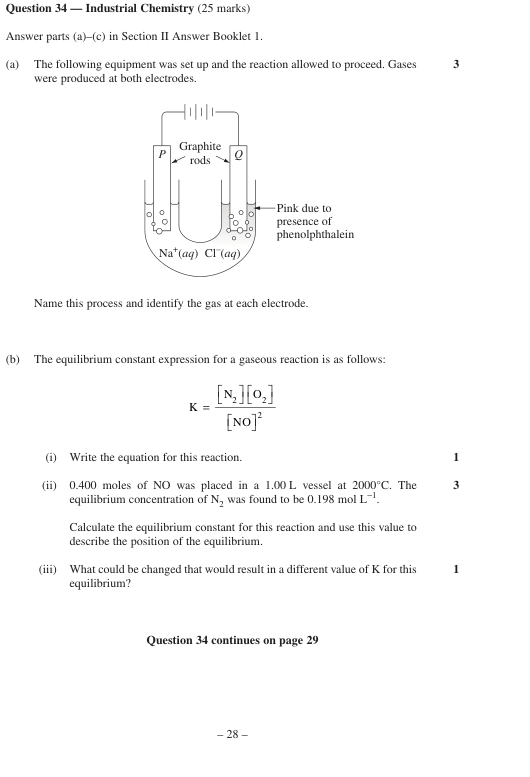 Question 34 — Industrial Chemistry (25 marks)
Answer parts (a)–(c) in Section II Answer Booklet 1.
(a) The following equipment was set up and the reaction allowed to proceed. Gases 3
were produced at both electrodes.
P Graphite Q
rods
Pink due to
presence of
phenolphthalein
Na⁺(aq) Cl⁻(aq)
Name this process and identify the gas at each electrode.
(b) The equilibrium constant expression for a gaseous reaction is as follows:
K = [N₂][O₂] / [NO]²
(i) Write the equation for this reaction. 1
(ii) 0.400 moles of NO was placed in a 1.00 L vessel at 2000°C. The 3
equilibrium concentration of N₂ was found to be 0.198 mol L⁻¹.
Calculate the equilibrium constant for this reaction and use this value to
describe the position of the equilibrium.
(iii) What could be changed that would result in a different value of K for this 1
equilibrium?
Question 34 continues on page 29
– 28 –